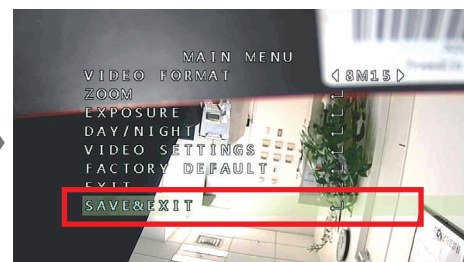 MAIN MENU
VIDEO FORMAT ◁8M15▷
ZOOM ↵
EXPOSURE ↵
DAY/NIGHT ↵
VIDEO SETTINGS ↵
FACTORY DEFAULT ↵
EXIT ↵
SAVE&EXIT ↵